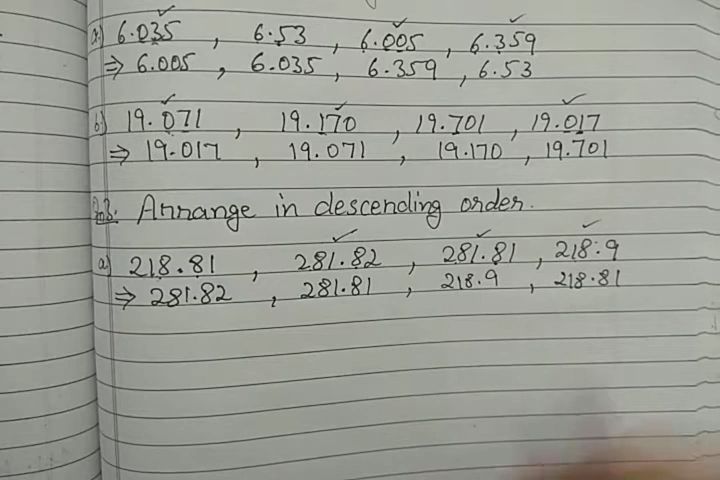 a) 6.035 , 6.53 , 6.005 , 6.359
⇒ 6.005 , 6.035 , 6.359 , 6.53
b) 19.071 , 19.170 , 19.701 , 19.017
⇒ 19.017 , 19.071 , 19.170 , 19.701
Arrange in descending order.
a) 218.81 , 281.82 , 281.81 , 218.9
⇒ 281.82 , 281.81 , 218.9 , 218.81